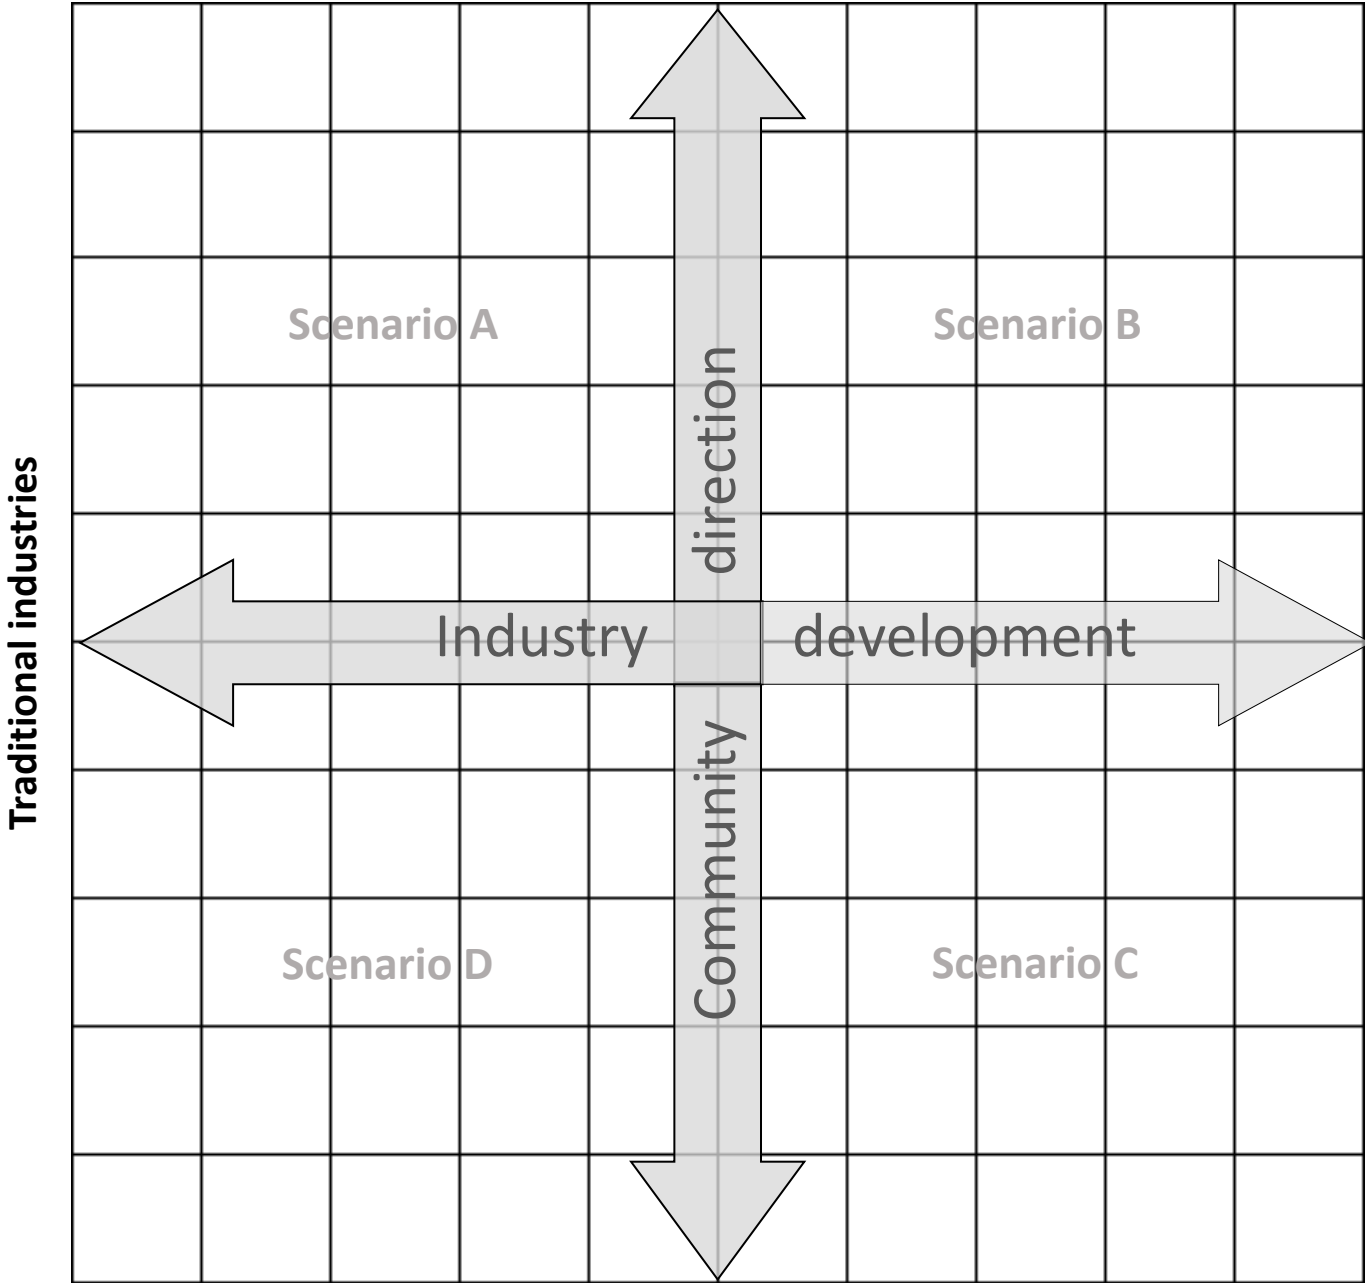 Scenario A
Scenario B
direction
Traditional industries
Industry development
Community
Scenario D
Scenario C